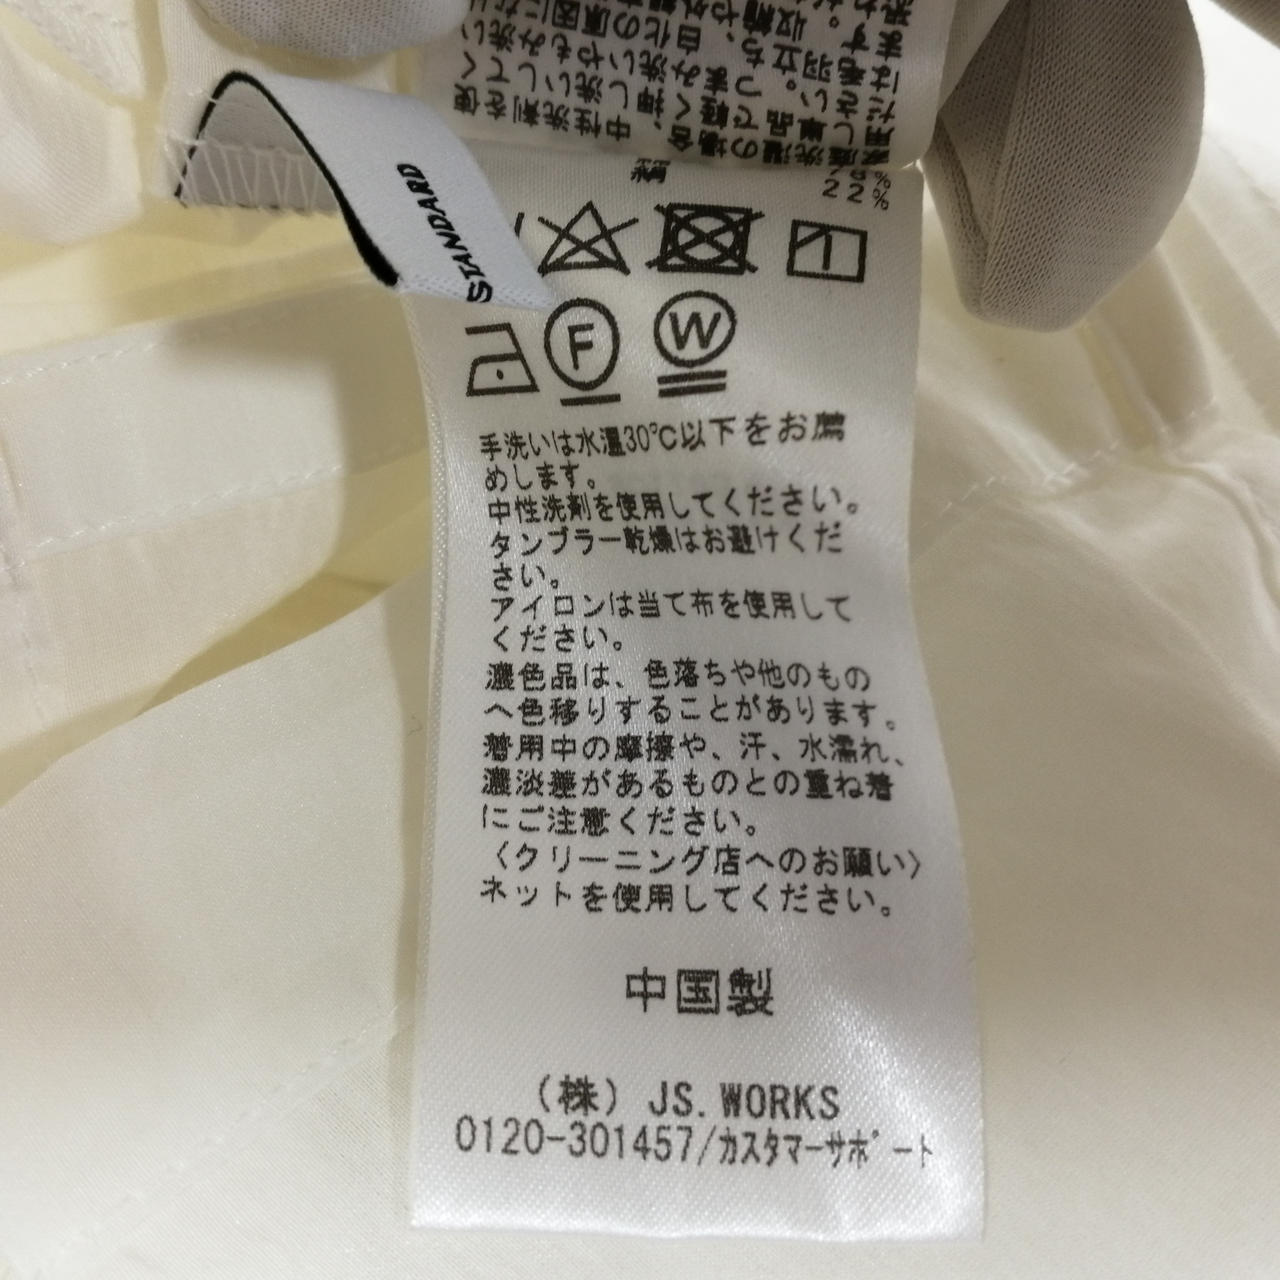 STANDARD
綿
22%
F
W
手洗いは水温30℃以下をお薦
めします。
中性洗剤を使用してください。
タンブラー乾燥はお避けくだ
さい。
アイロンは当て布を使用して
ください。
濃色品は、色落ちや他のもの
へ色移りすることがあります。
着用中の摩擦や、汗、水濡れ、
濃淡差があるものとの重ね着
にご注意ください。
〈クリーニング店へのお願い〉
ネットを使用してください。
中国製
（株）JS.WORKS
0120-301457/カスタマーサポート